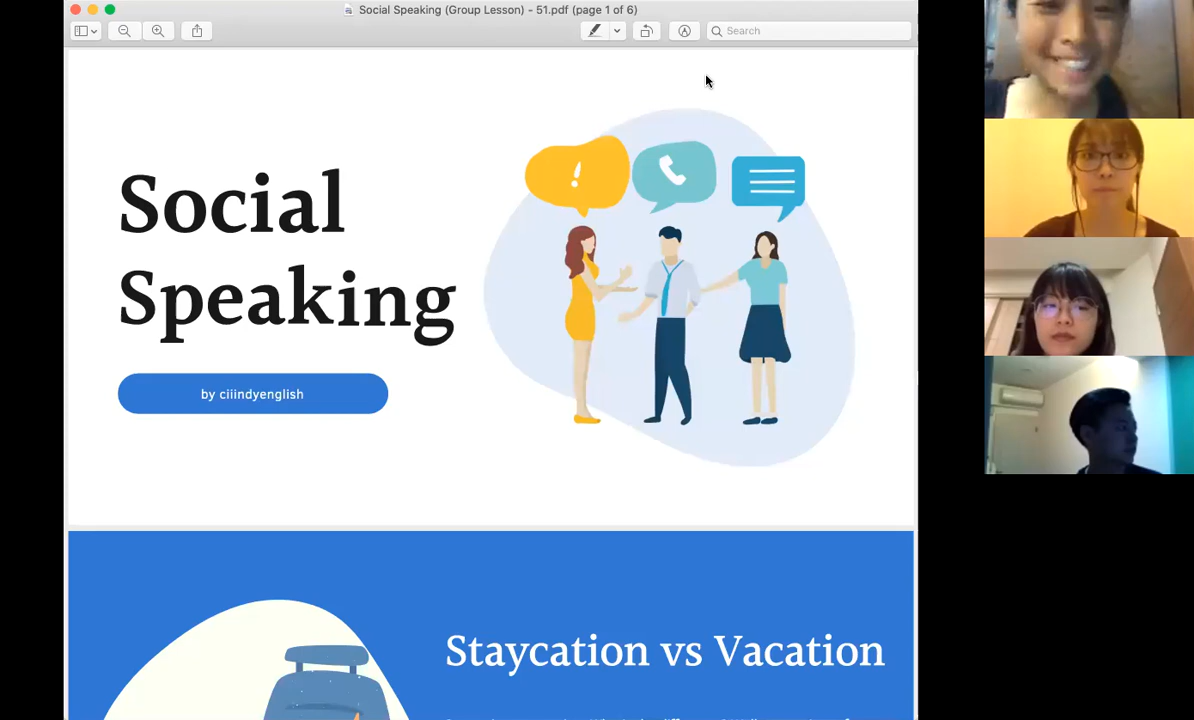 Social Speaking (Group Lesson) - 51.pdf (page 1 of 6)
Search
Social
Speaking
by ciiindyenglish
Staycation vs Vacation